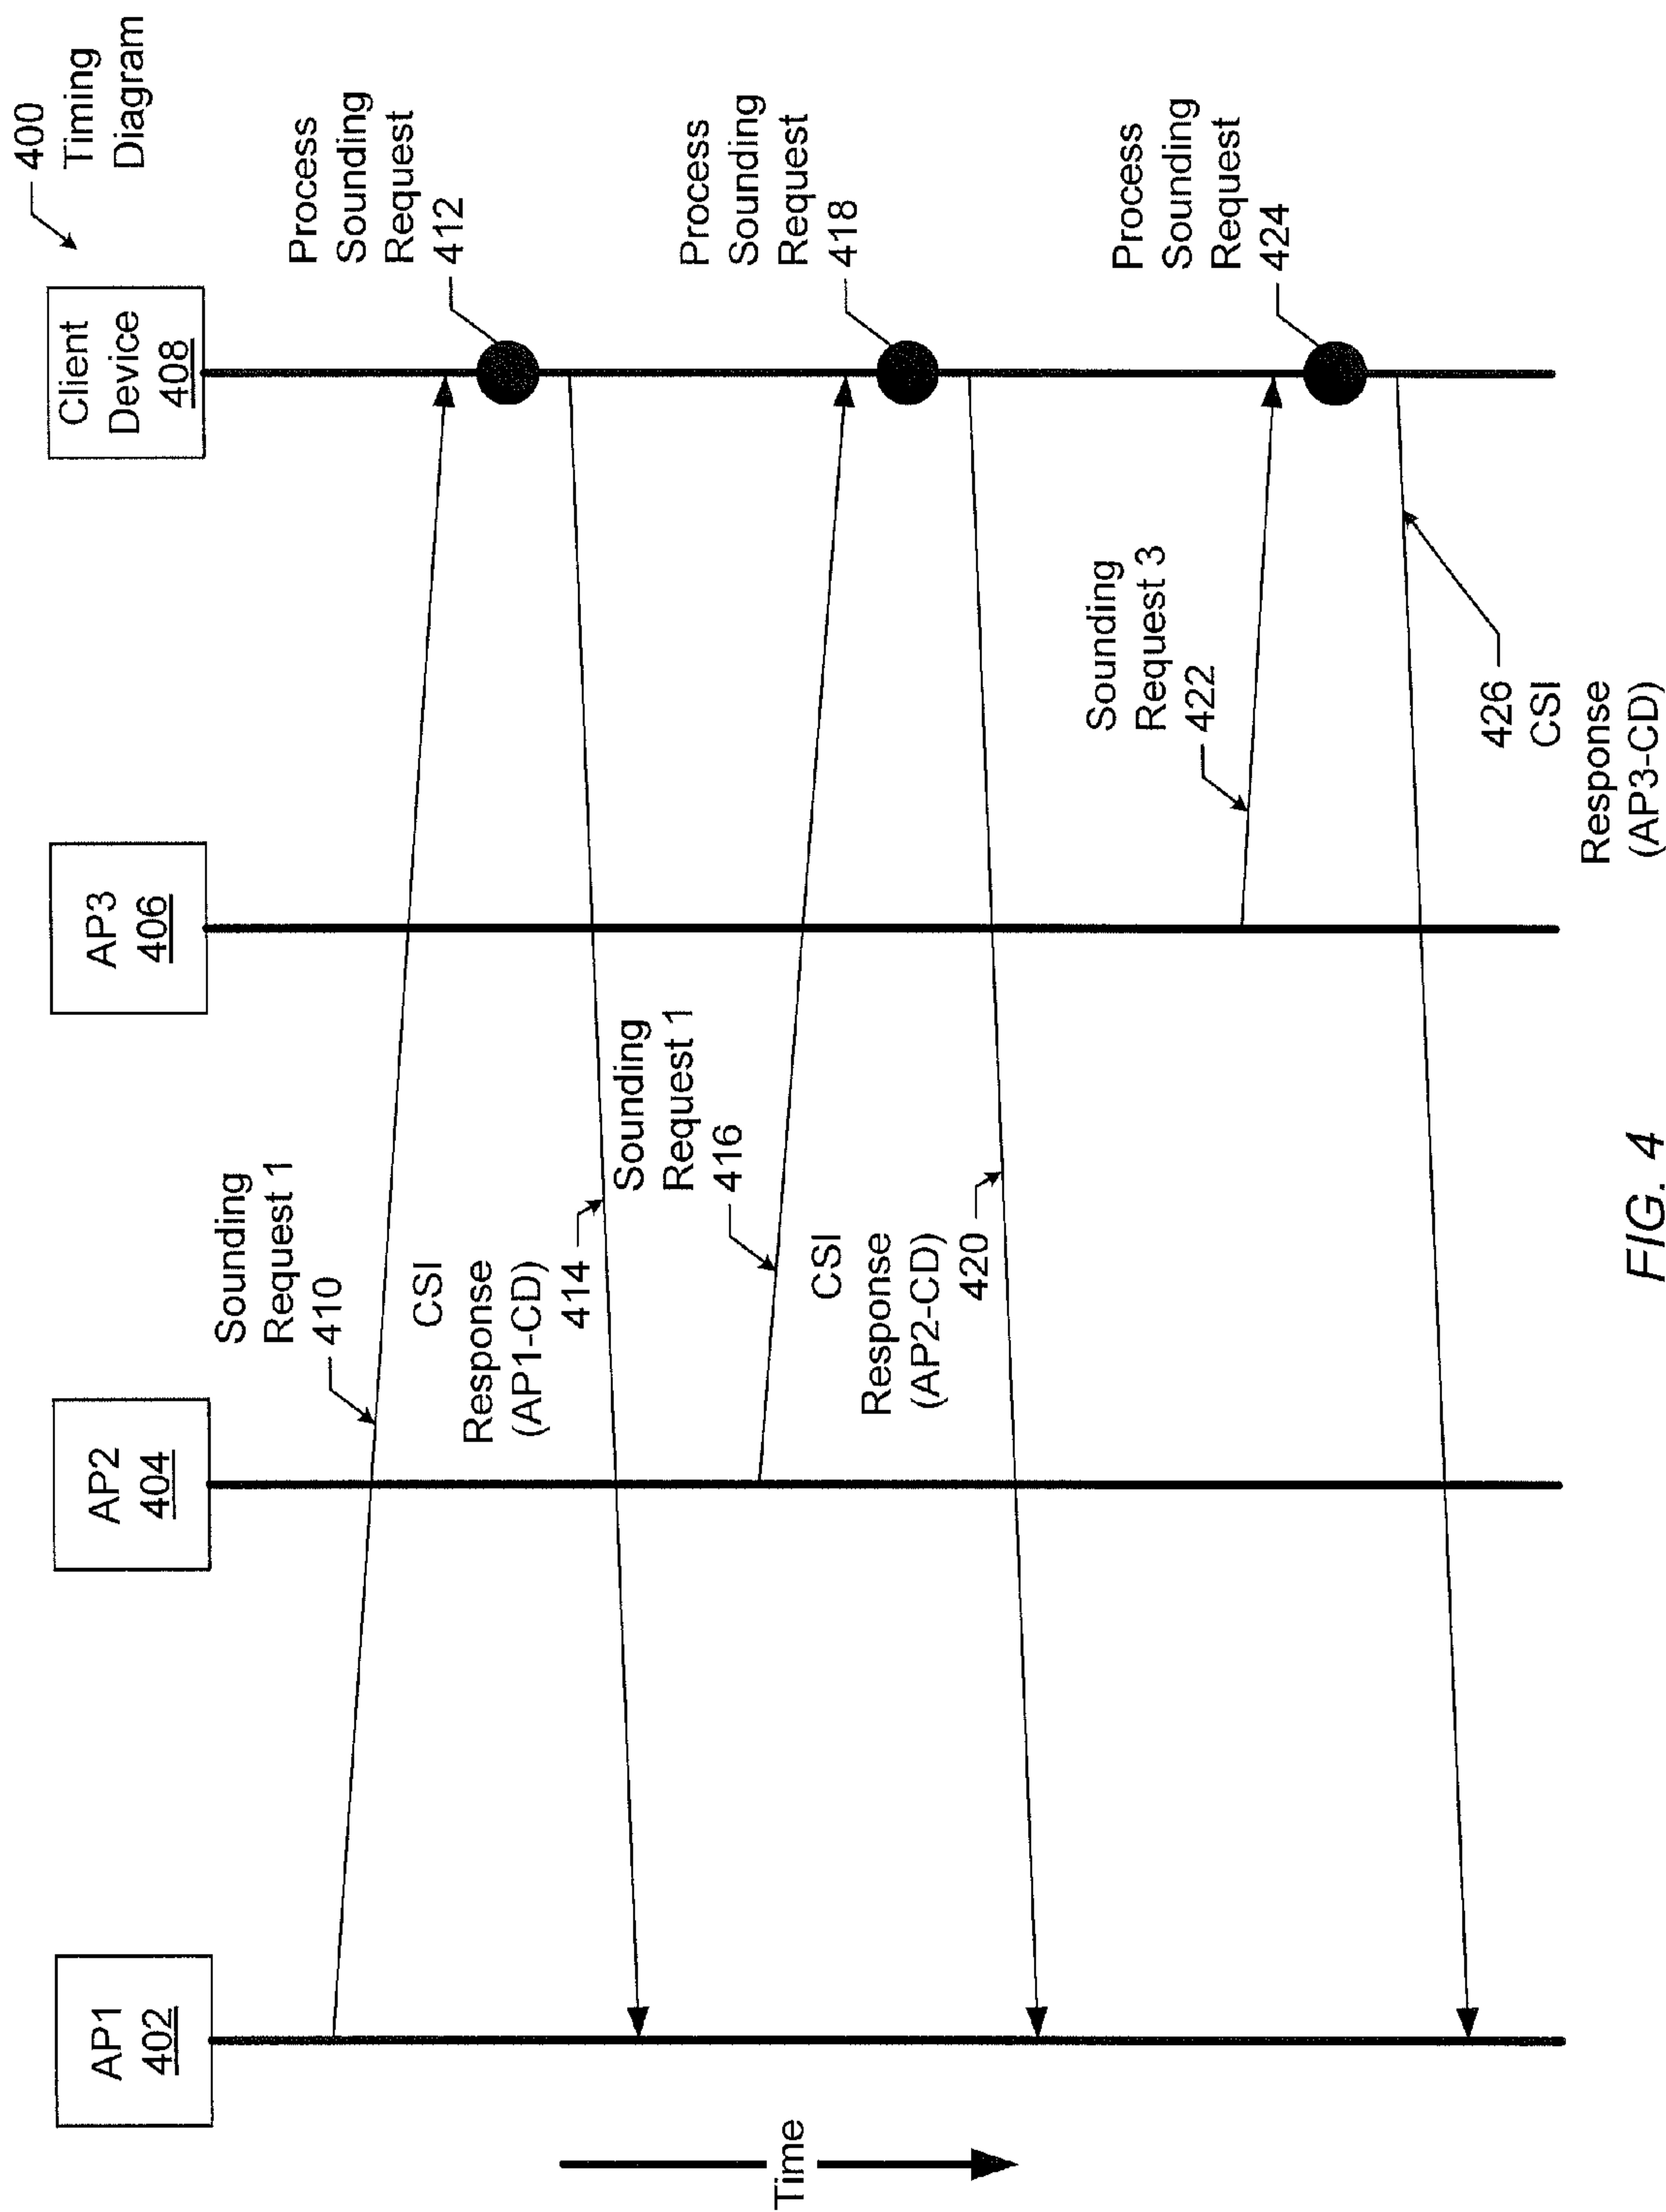 400
Timing
Diagram
AP1
402
AP2
404
AP3
406
Client
Device
408
Time
Sounding
Request 1
410
Process
Sounding
Request
412
CSI
Response
(AP1-CD)
414
Sounding
Request 1
416
Process
Sounding
Request
418
CSI
Response
(AP2-CD)
420
Sounding
Request 3
422
Process
Sounding
Request
424
426
CSI
Response
(AP3-CD)
FIG. 4